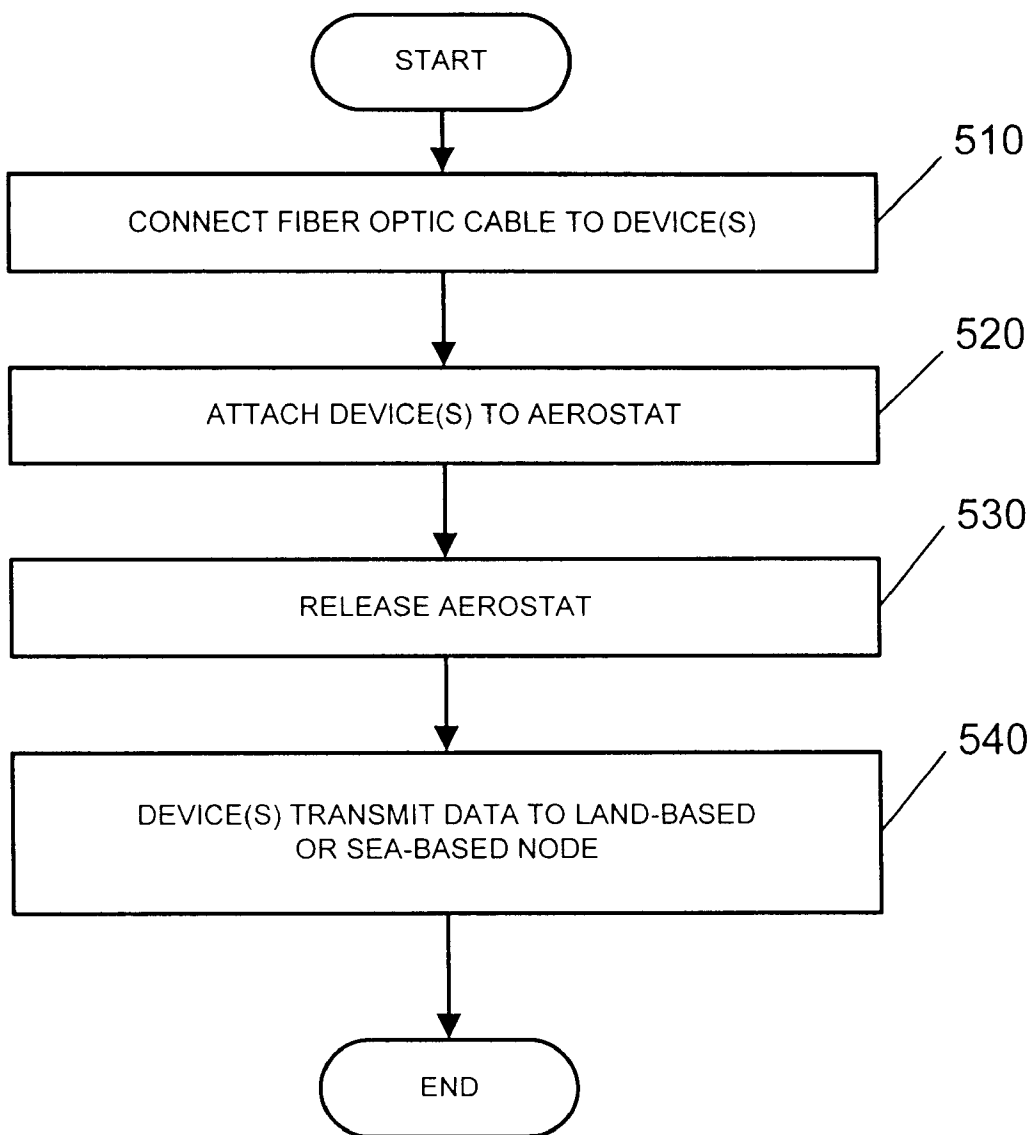 START
510
CONNECT FIBER OPTIC CABLE TO DEVICE(S)
520
ATTACH DEVICE(S) TO AEROSTAT
530
RELEASE AEROSTAT
540
DEVICE(S) TRANSMIT DATA TO LAND-BASED
OR SEA-BASED NODE
END